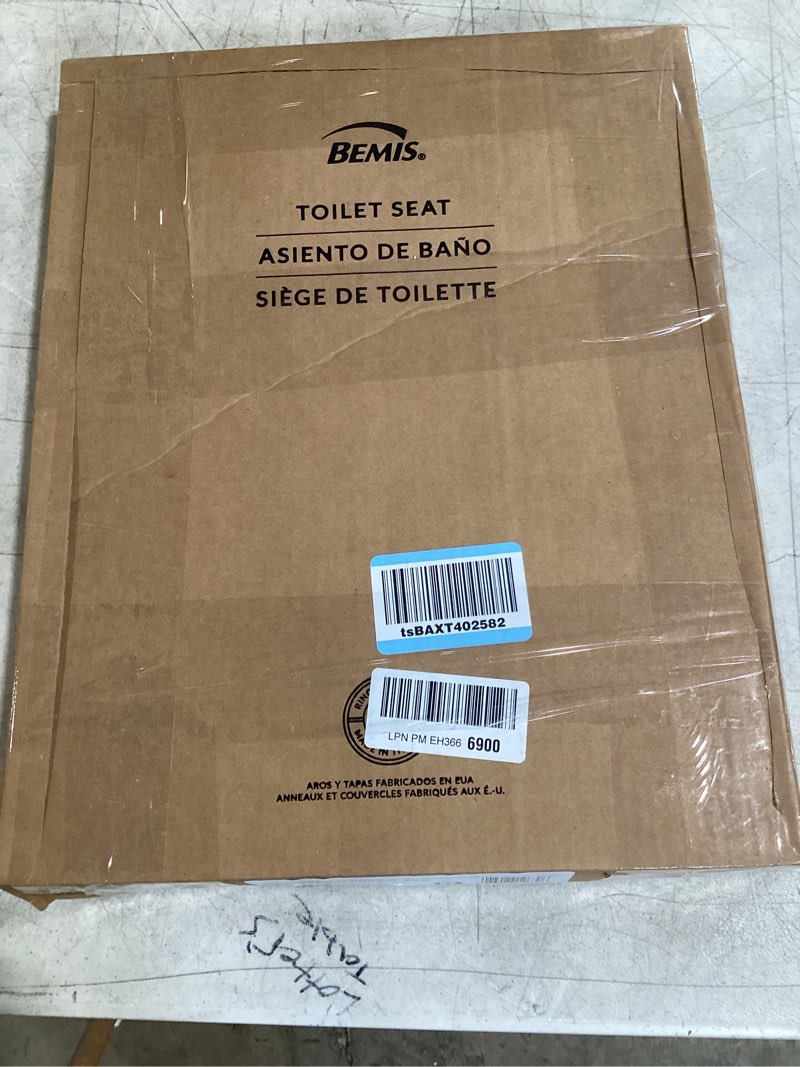 BEMIS®
TOILET SEAT
ASIENTO DE BAÑO
SIÈGE DE TOILETTE
tsBAXT402582
LPN PM EH366 6900
AROS Y TAPAS FABRICADOS EN EUA
ANNEAUX ET COUVERCLES FABRIQUÉS AUX É.-U.
Table